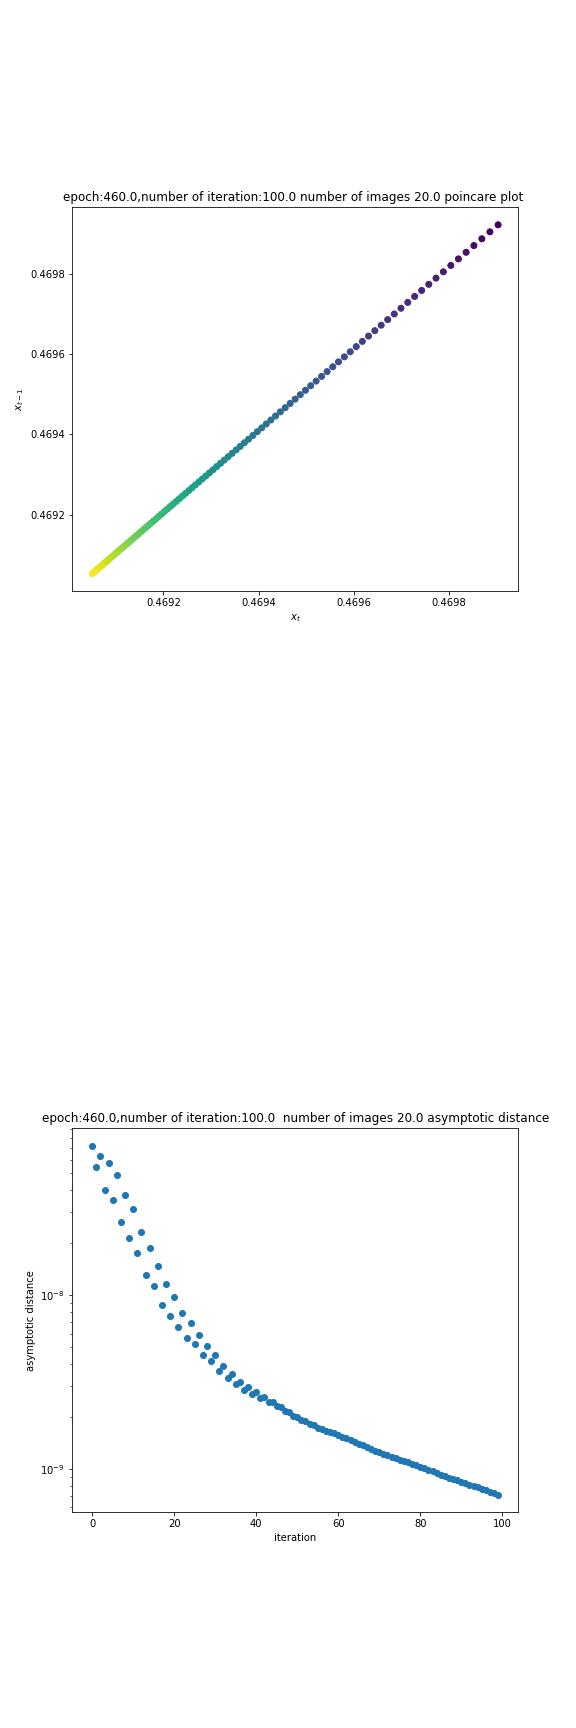 epoch:460.0,number of iteration:100.0 number of images 20.0 poincare plot
0.4698
0.4696
0.4694
0.4692
x_{t-1}
0.4692 0.4694 0.4696 0.4698
x_t
epoch:460.0,number of iteration:100.0  number of images 20.0 asymptotic distance
10^{-8}
10^{-9}
asymptotic distance
0 20 40 60 80 100
iteration